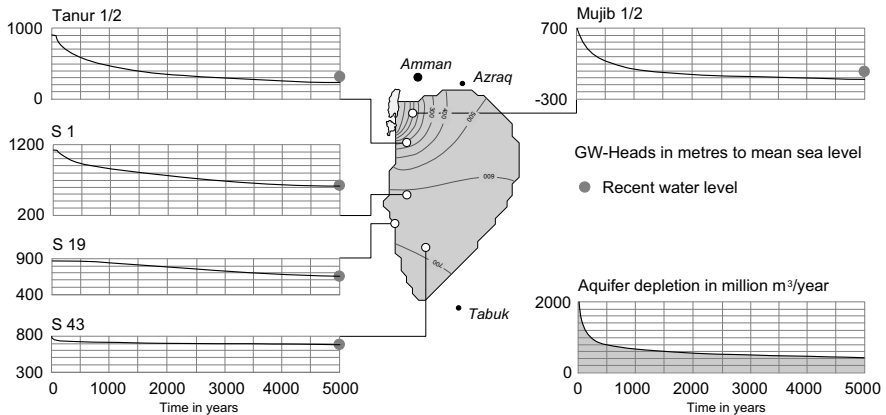 Tanur 1/2
1000
0
S 1
1200
200
S 19
900
400
S 43
800
300
0 1000 2000 3000 4000 5000
Time in years
Amman
Azraq
300
400
500
600
700
Tabuk
Mujib 1/2
700
-300
GW-Heads in metres to mean sea level
Recent water level
Aquifer depletion in million m³/year
2000
0
0 1000 2000 3000 4000 5000
Time in years